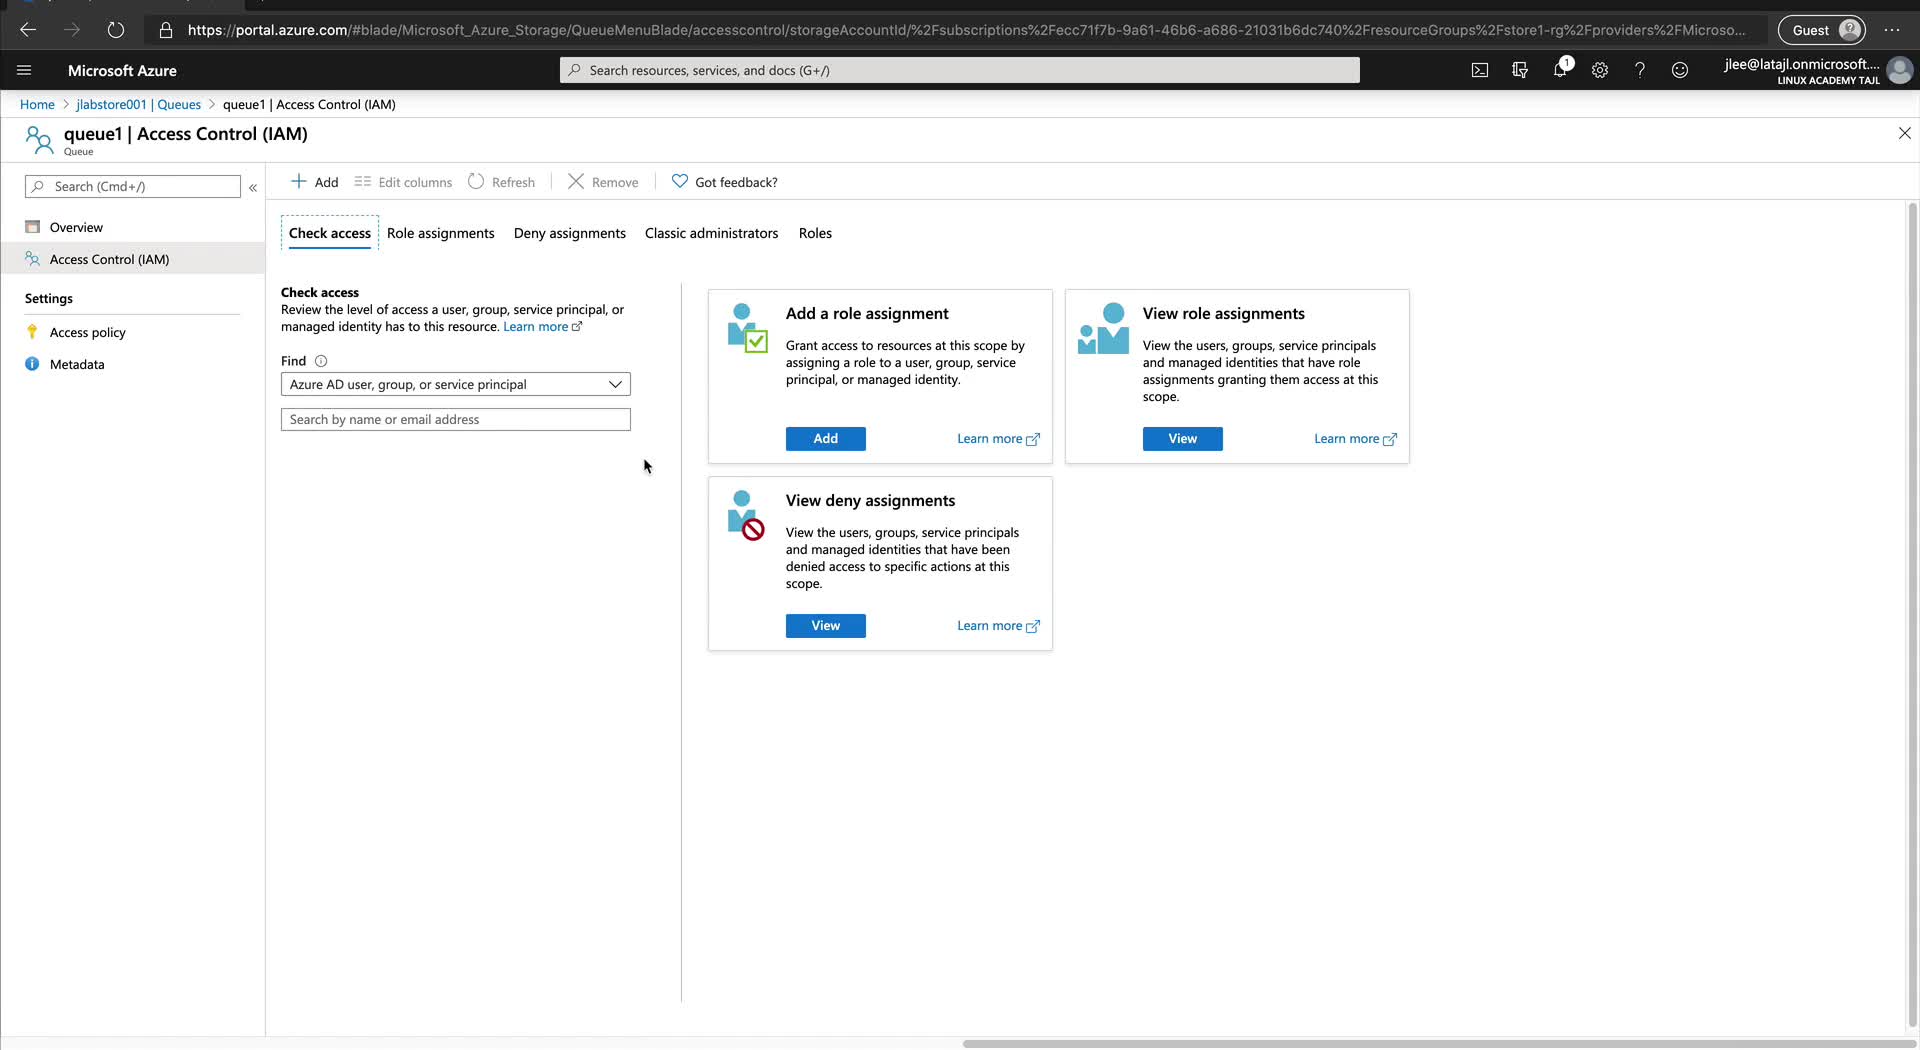 https://portal.azure.com/#blade/Microsoft_Azure_Storage/QueueMenuBlade/accesscontrol/storageAccountId/%2Fsubscriptions%2Fecc71f7b-9a61-46b6-a686-21031b6dc740%2FresourceGroups%2Fstore1-rg%2Fproviders%2FMicroso...
Guest
Microsoft Azure
Search resources, services, and docs (G+/)
1
jlee@latajl.onmicrosoft....
LINUX ACADEMY TAJL
Home > jlabstore001 | Queues > queue1 | Access Control (IAM)
queue1 | Access Control (IAM)
Queue
Search (Cmd+/)
«
Add
Edit columns
Refresh
Remove
Got feedback?
Overview
Access Control (IAM)
Settings
Access policy
Metadata
Check access
Role assignments
Deny assignments
Classic administrators
Roles
Check access
Review the level of access a user, group, service principal, or
managed identity has to this resource. Learn more
Find
Azure AD user, group, or service principal
Search by name or email address
Add a role assignment
Grant access to resources at this scope by
assigning a role to a user, group, service
principal, or managed identity.
Add
Learn more
View role assignments
View the users, groups, service principals
and managed identities that have role
assignments granting them access at this
scope.
View
Learn more
View deny assignments
View the users, groups, service principals
and managed identities that have been
denied access to specific actions at this
scope.
View
Learn more